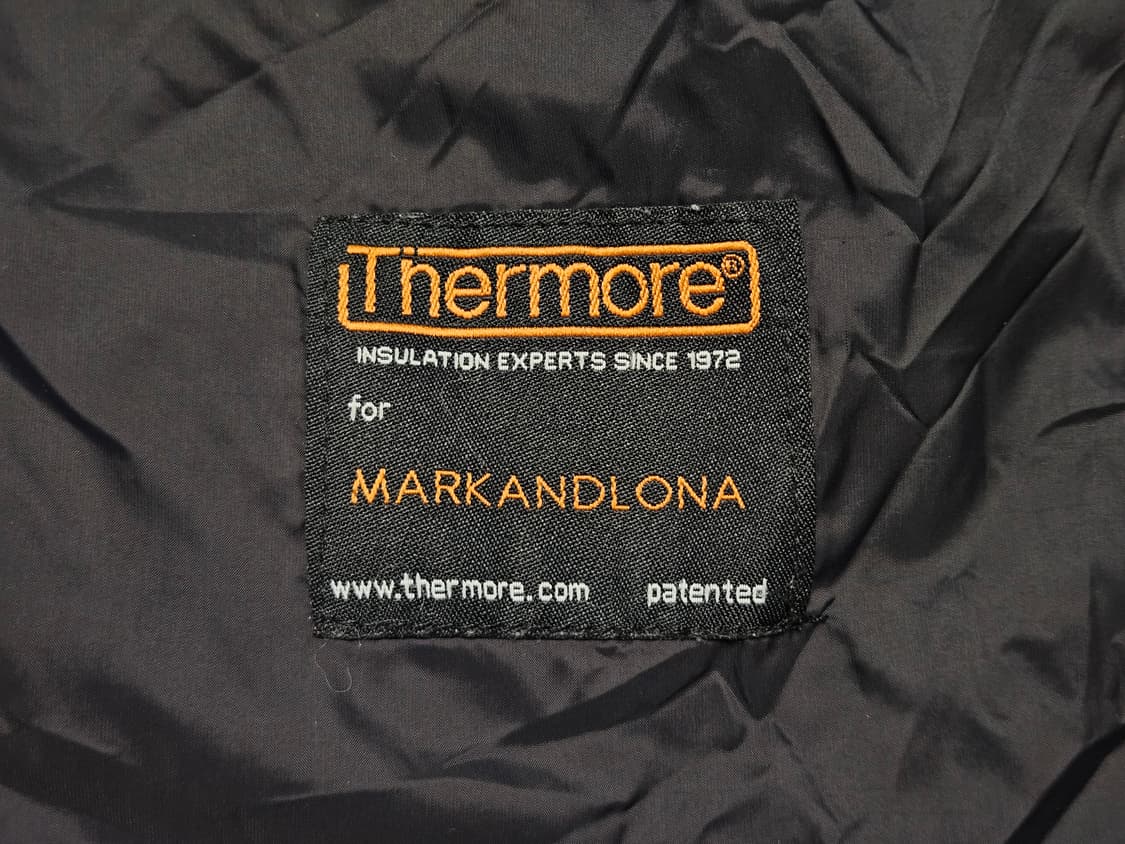 Thermore®
INSULATION EXPERTS SINCE 1972
for
MARKANDLONA
www.thermore.com patented